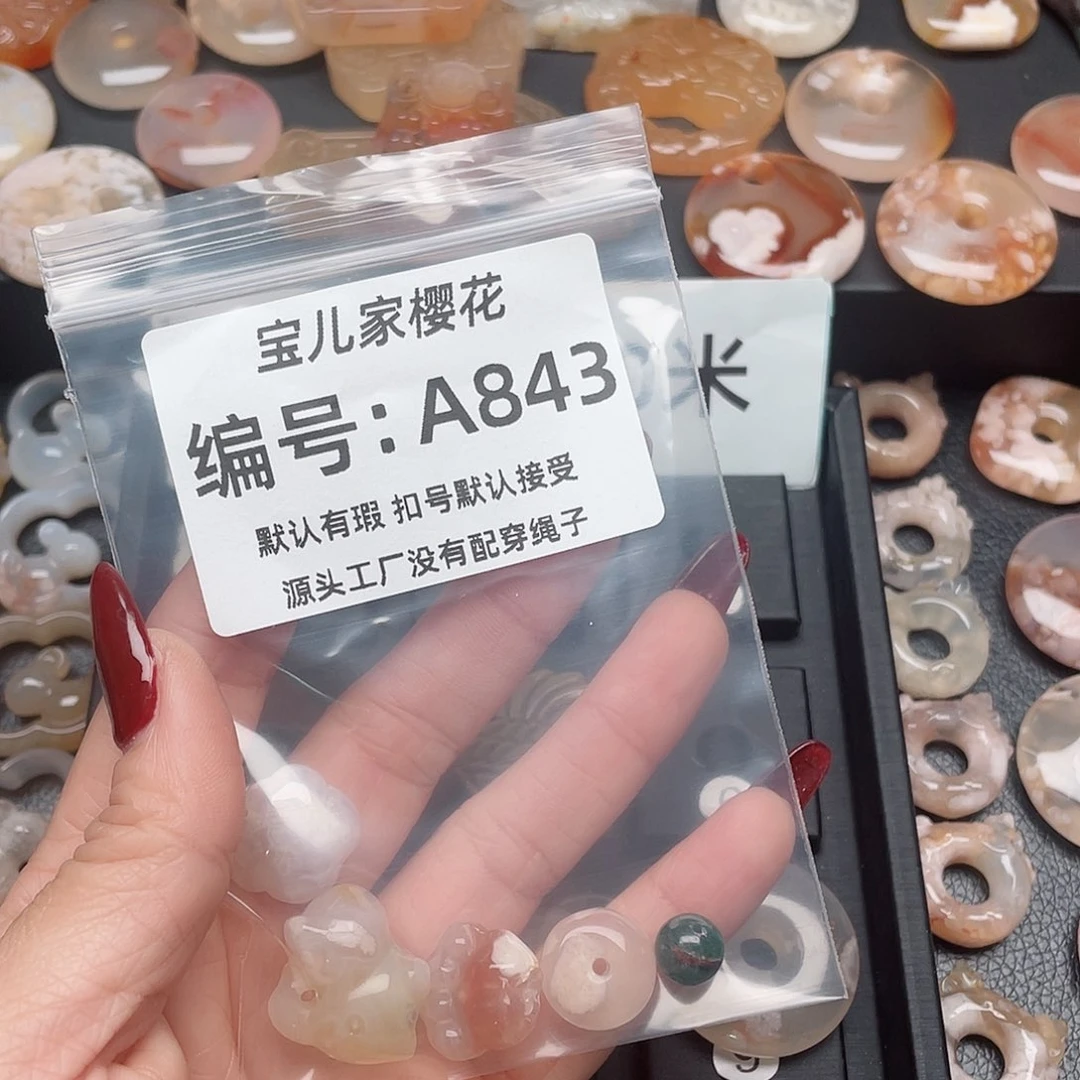 宝儿家樱花
编号:A843
默认有瑕 扣号默认接受
源头工厂没有配穿绳子
米
9